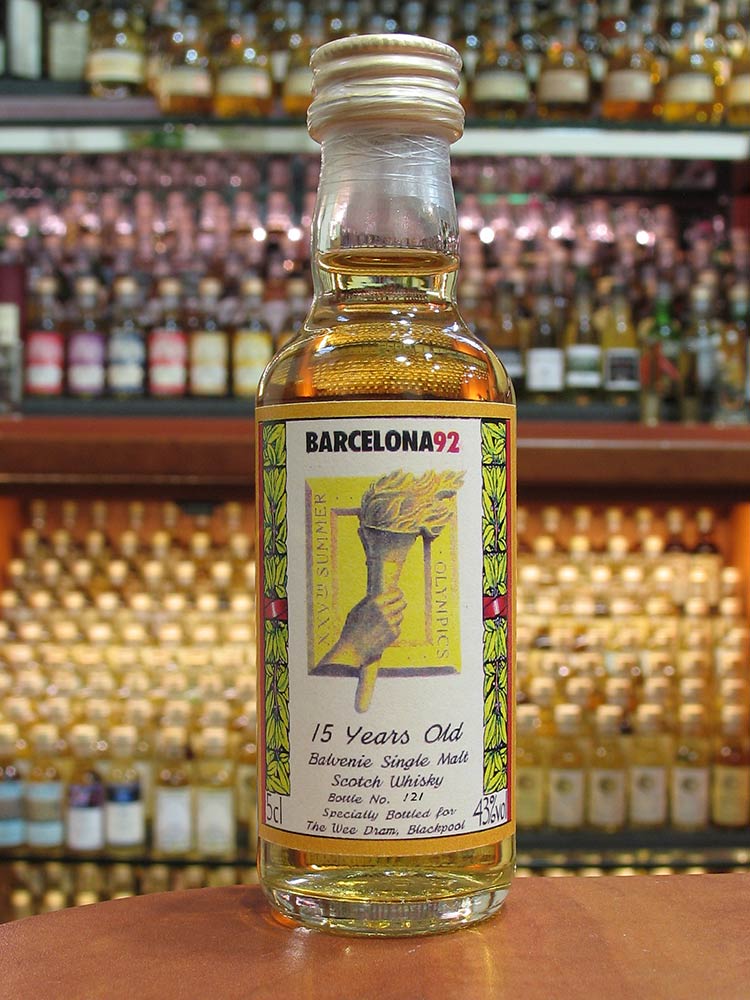 BARCELONA92
XXVth SUMMER
OLYMPICS
15 Years Old
Balvenie Single Malt
Scotch Whisky
Bottle No. 121
5cl
43%vol
Specially Bottled for
The Wee Dram, Blackpool